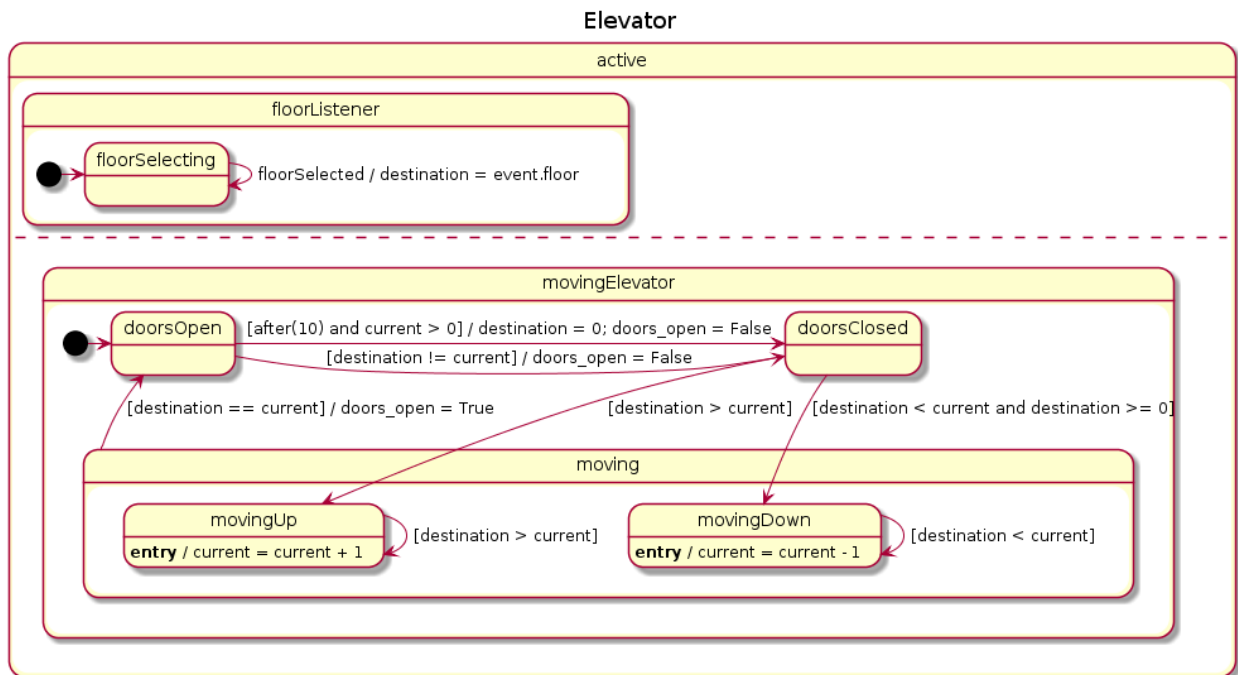 Elevator
active
floorListener
floorSelecting
floorSelected / destination = event.floor
movingElevator
doorsOpen
[after(10) and current > 0] / destination = 0; doors_open = False
doorsClosed
[destination != current] / doors_open = False
[destination == current] / doors_open = True
[destination > current]
[destination < current and destination >= 0]
moving
movingUp
entry / current = current + 1
[destination > current]
movingDown
entry / current = current - 1
[destination < current]